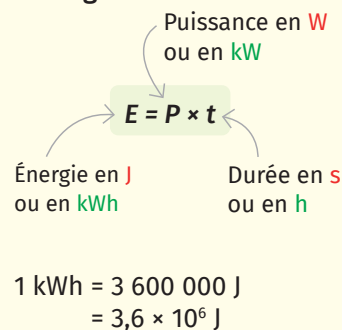 Puissance en W
ou en kW
E = P × t
Énergie en J
ou en kWh
Durée en s
ou en h
1 kWh = 3 600 000 J
= 3,6 × 10⁶ J